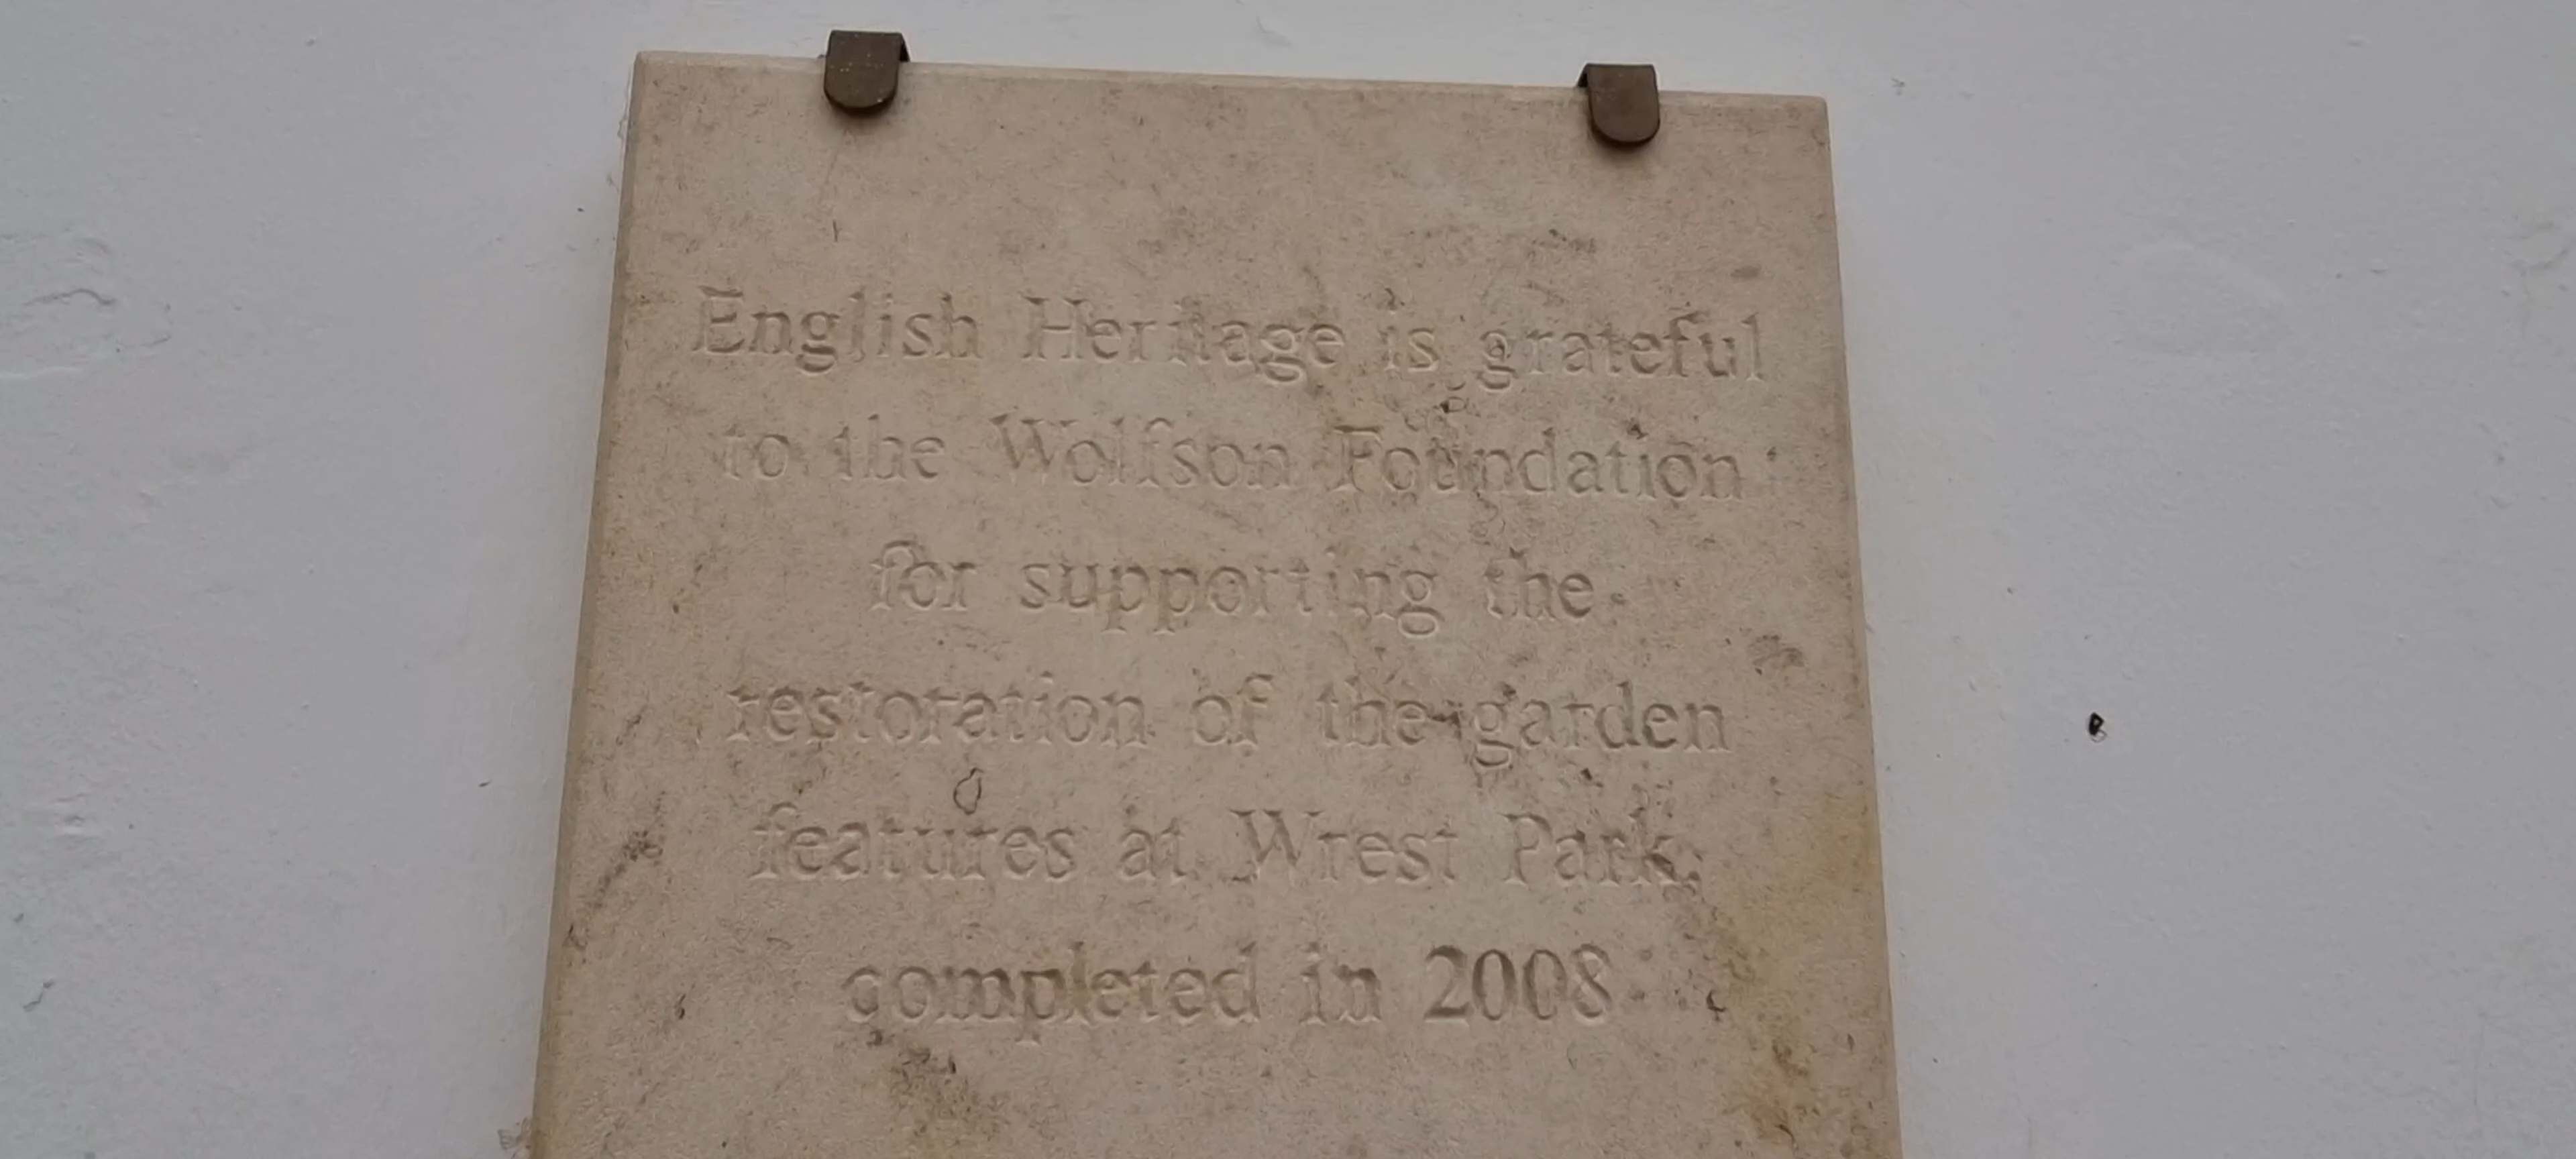 English Heritage is grateful
to the Wolfson Foundation
for supporting the
restoration of the garden
features at Wrest Park,
completed in 2008